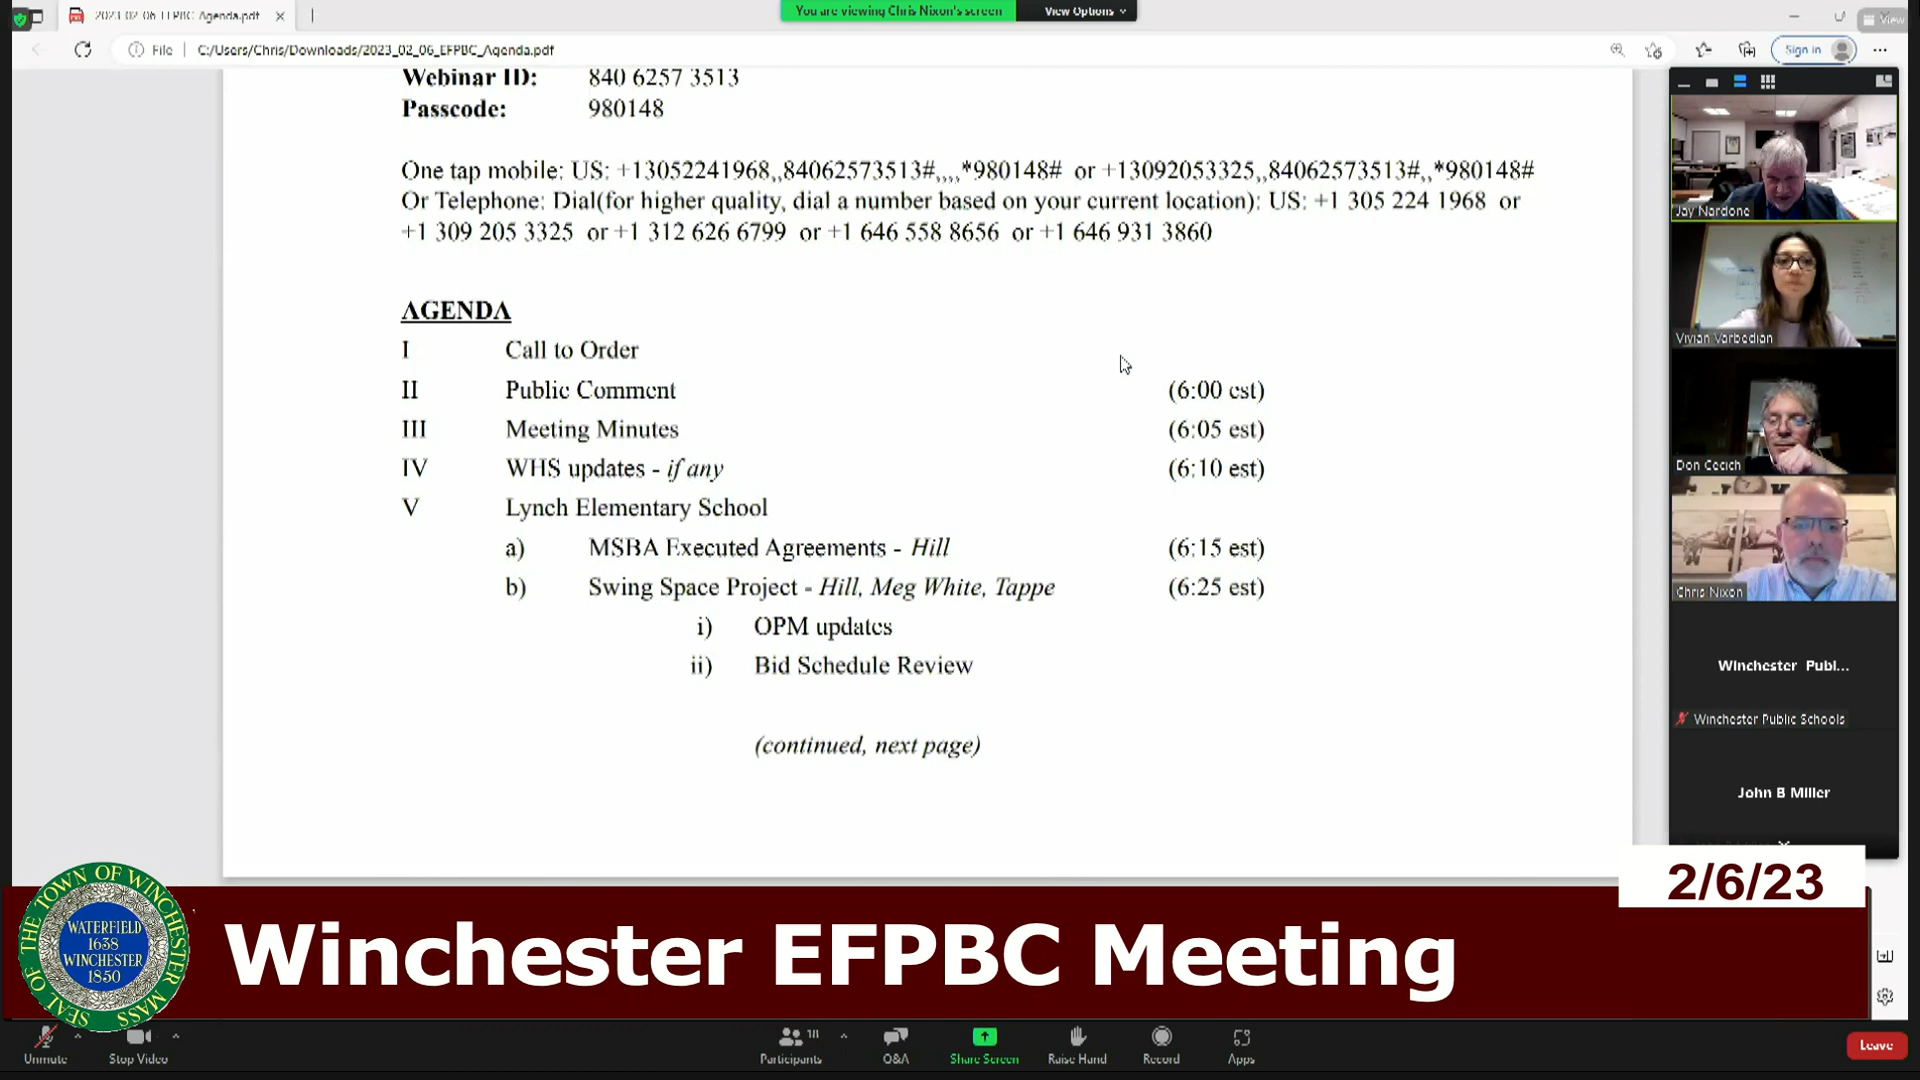 2023_02_06_EFPBC_Agenda.pdf
You are viewing Chris Nixon's screen
View Options
View
File
C:/Users/Chris/Downloads/2023_02_06_EFPBC_Agenda.pdf
Sign in
Webinar ID: 840 6257 3513
Passcode: 980148
One tap mobile: US: +13052241968,,84062573513#,,,,*980148# or +13092053325,,84062573513#,,*980148#
Or Telephone: Dial(for higher quality, dial a number based on your current location): US: +1 305 224 1968 or
+1 309 205 3325 or +1 312 626 6799 or +1 646 558 8656 or +1 646 931 3860
AGENDA
I Call to Order
II Public Comment (6:00 est)
III Meeting Minutes (6:05 est)
IV WHS updates - if any (6:10 est)
V Lynch Elementary School
a) MSBA Executed Agreements - Hill (6:15 est)
b) Swing Space Project - Hill, Meg White, Tappe (6:25 est)
i) OPM updates
ii) Bid Schedule Review
(continued, next page)
Jay Nardone
Vivian Varbedian
Don Cecich
Chris Nixon
Winchester Publ...
Winchester Public Schools
John B Miller
2/6/23
THE TOWN OF WINCHESTER MASS SEAL OF
WATERFIELD
1638
WINCHESTER
1850
Winchester EFPBC Meeting
Unmute
Stop Video
Participants
18
Q&A
Share Screen
Raise Hand
Record
Apps
Leave